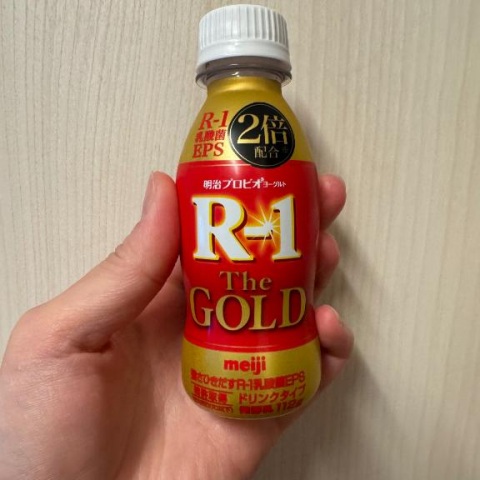 R-1
乳酸菌
EPS
2倍
配合
明治プロビオヨーグルト
R-1
The
GOLD
meiji
強さひきだすR-1乳酸菌EPS
ドリンクタイプ